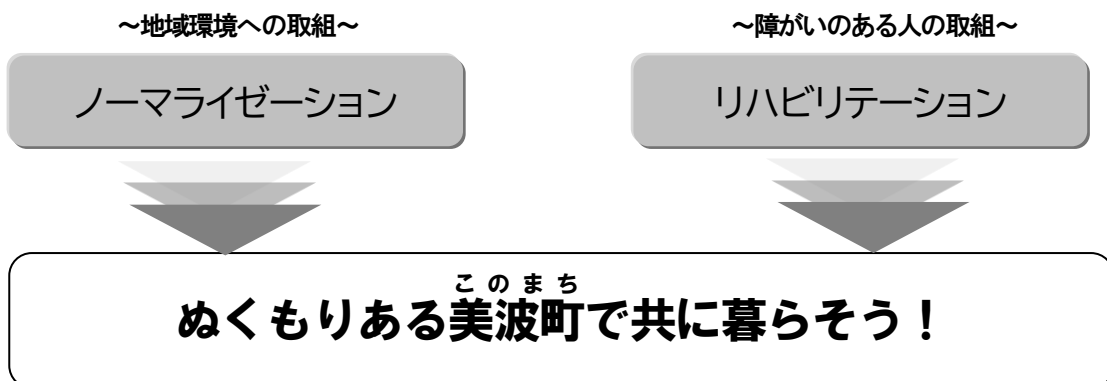 ～地域環境への取組～
～障がいのある人の取組～
ノーマライゼーション
リハビリテーション
このまち
ぬくもりある美波町で共に暮らそう！